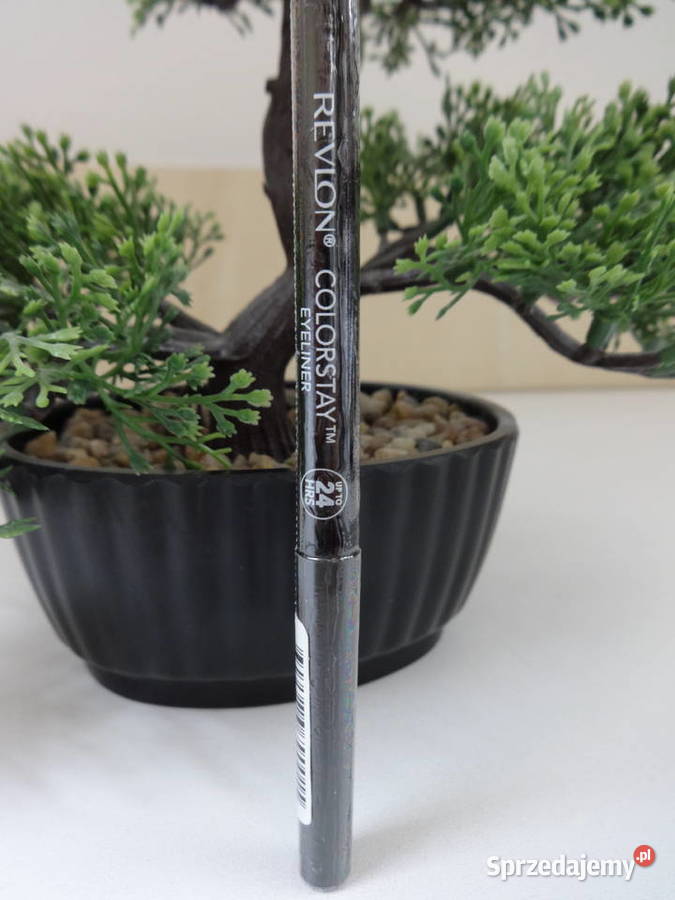 REVLON® COLORSTAY™
EYELINER
UP TO
24
HRS
Sprzedajemy.pl